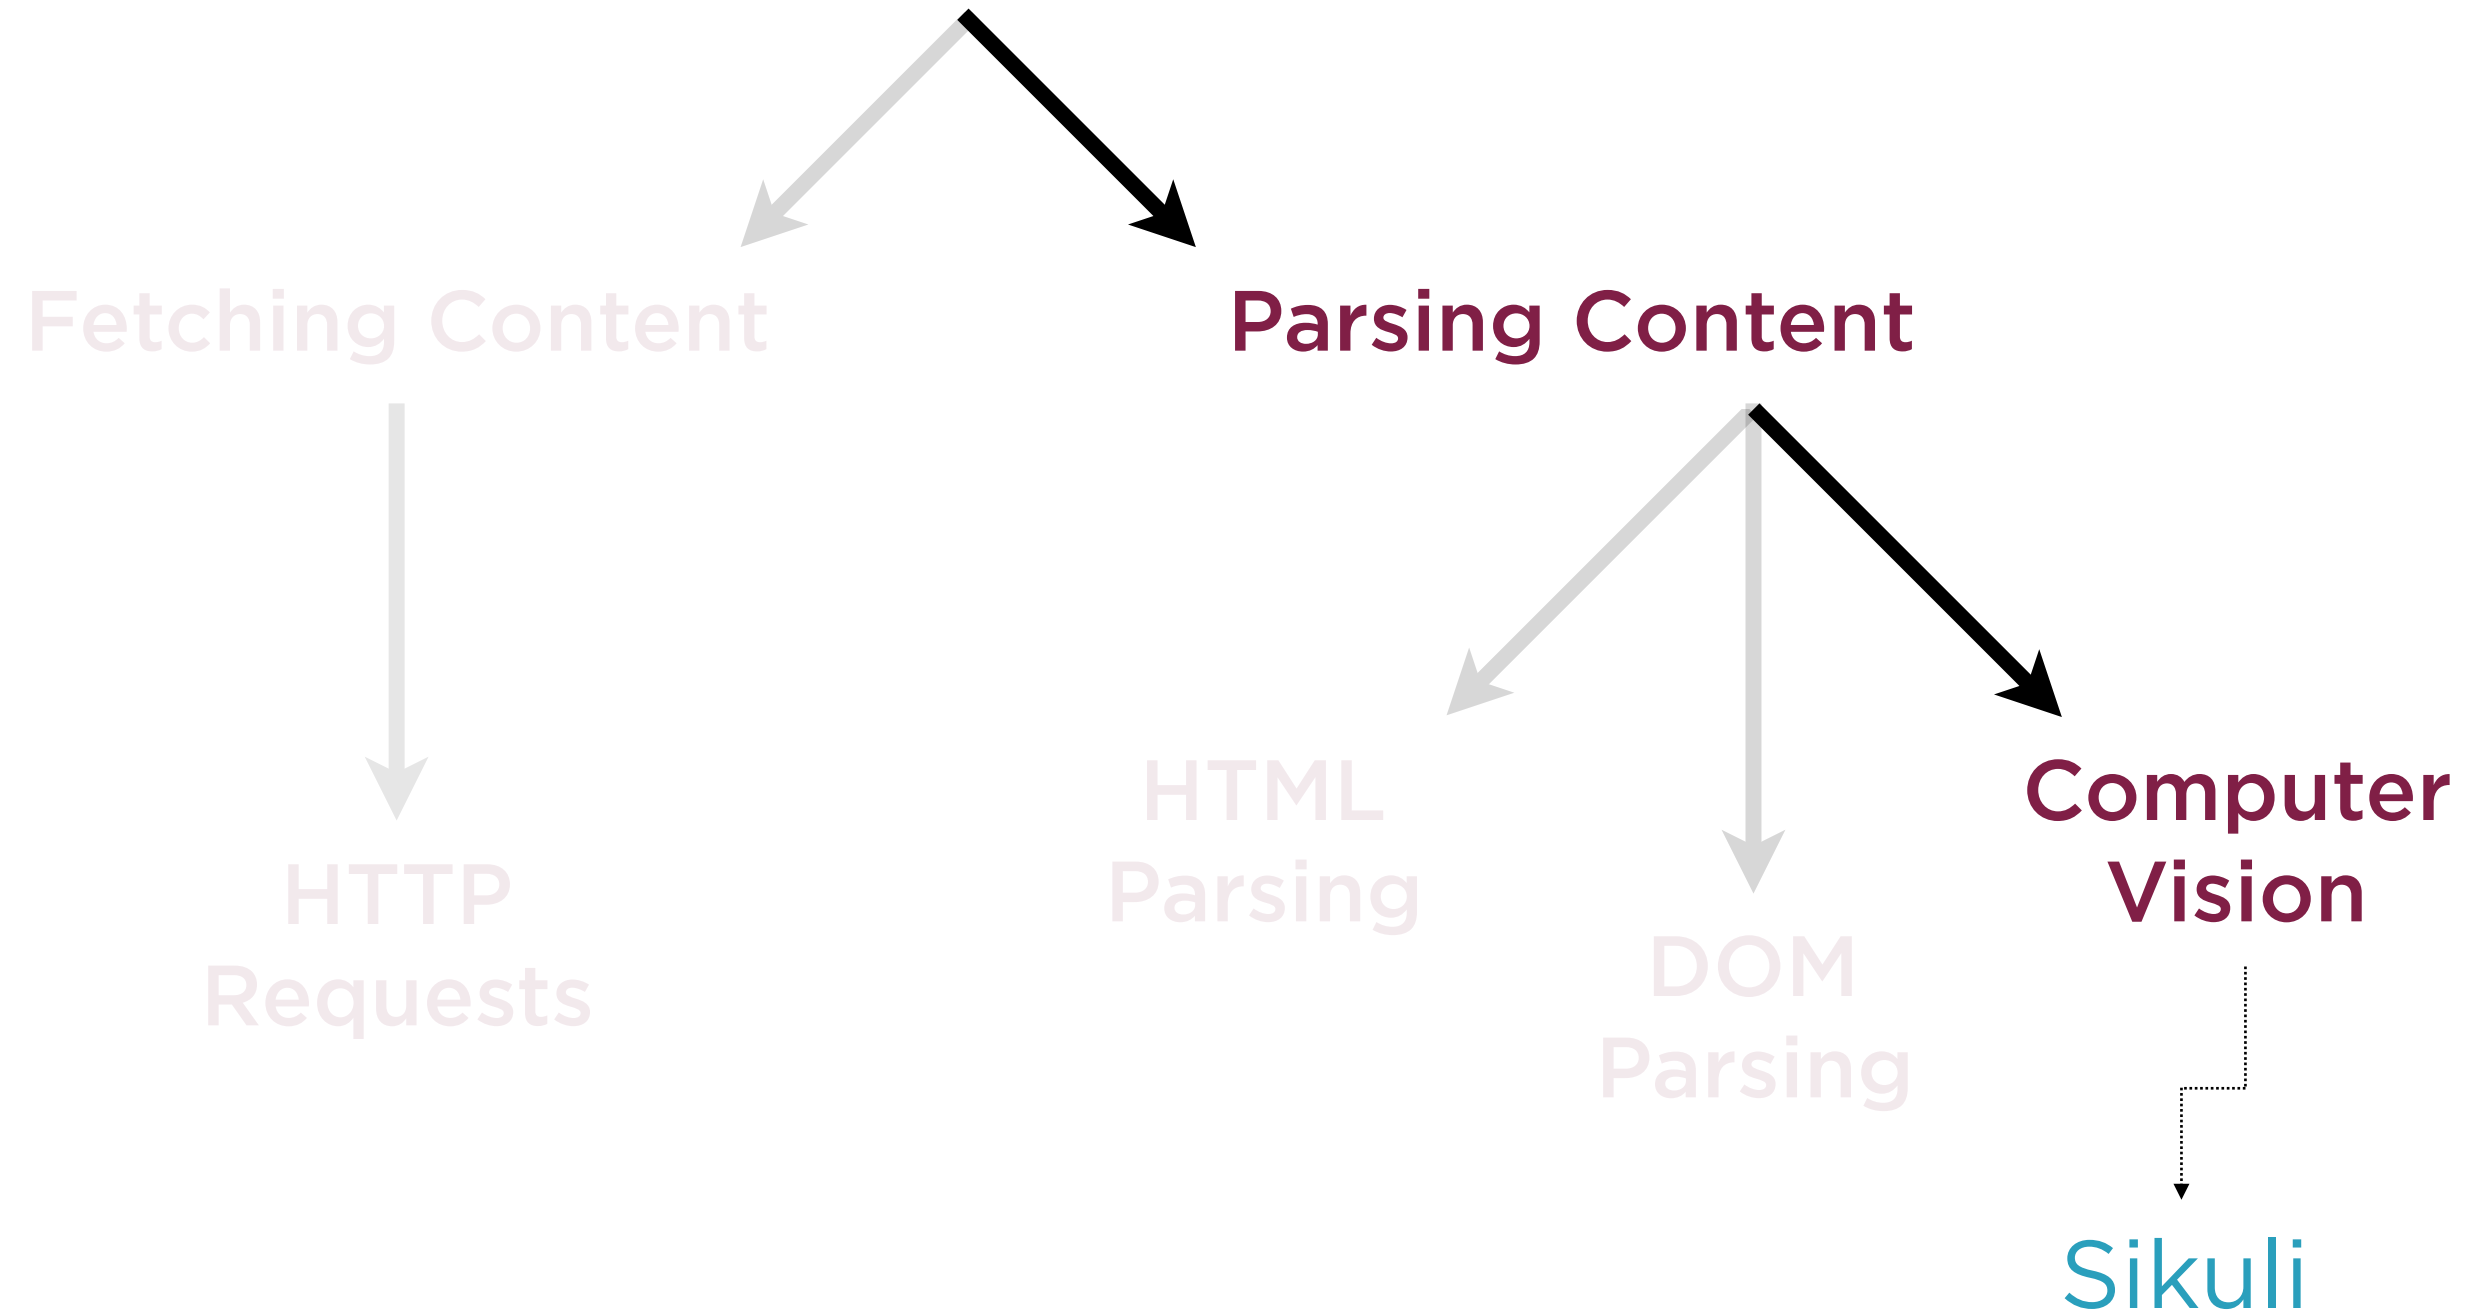 Fetching Content
Parsing Content
HTTP
Requests
HTML
Parsing
DOM
Parsing
Computer
Vision
Sikuli